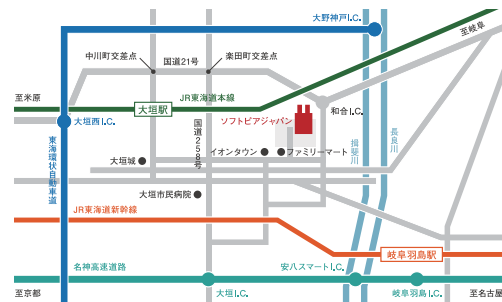 大野神戸I.C.
至岐阜
中川町交差点
国道21号
楽田町交差点
至米原
JR東海道本線
大垣駅
和合I.C.
大垣西I.C.
ソフトピアジャパン
国道258号
揖斐川
長良川
東海環状自動車道
大垣城
イオンタウン
ファミリーマート
大垣市民病院
JR東海道新幹線
岐阜羽島駅
名神高速道路
安八スマートI.C.
至京都
大垣I.C.
岐阜羽島I.C.
至名古屋